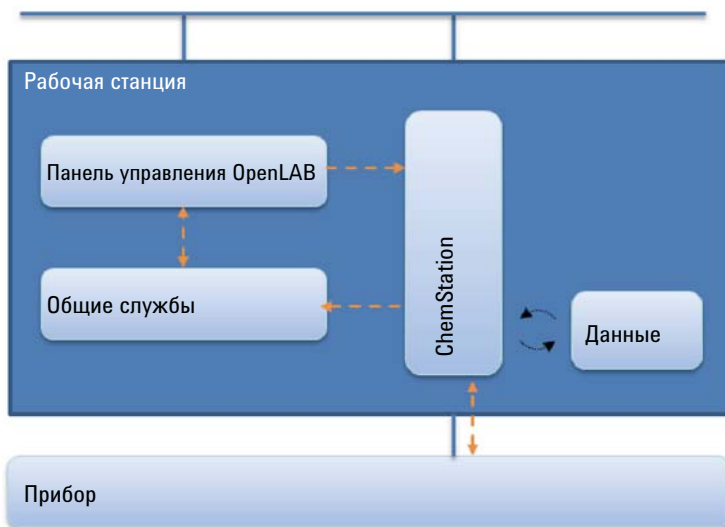 Рабочая станция
Панель управления OpenLAB
Общие службы
ChemStation
Данные
Прибор